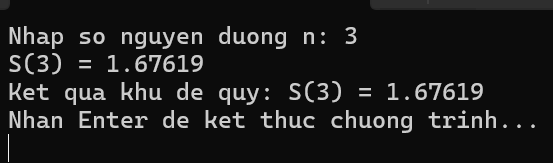 Nhap so nguyen duong n: 3
S(3) = 1.67619
Ket qua khu de quy: S(3) = 1.67619
Nhan Enter de ket thuc chuong trinh...